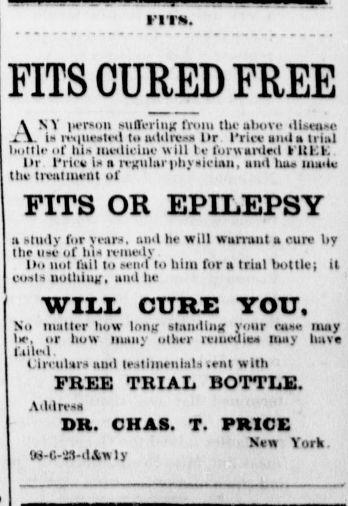 FITS.
FITS CURED FREE
ANY person suffering from the above disease
is requested to address Dr. Price and a trial
bottle of his medicine will be forwarded FREE.
Dr. Price is a regular physician, and has made
the treatment of
FITS OR EPILEPSY
a study for years, and he will warrant a cure by
the use of his remedy.
Do not fail to send to him for a trial bottle; it
costs nothing, and he
WILL CURE YOU,
No matter how long standing your case may
be, or how many other remedies may have
failed.
Circulars and testimonials sent with
FREE TRIAL BOTTLE.
Address
DR. CHAS. T. PRICE
New York.
98-6-23-d&w1y